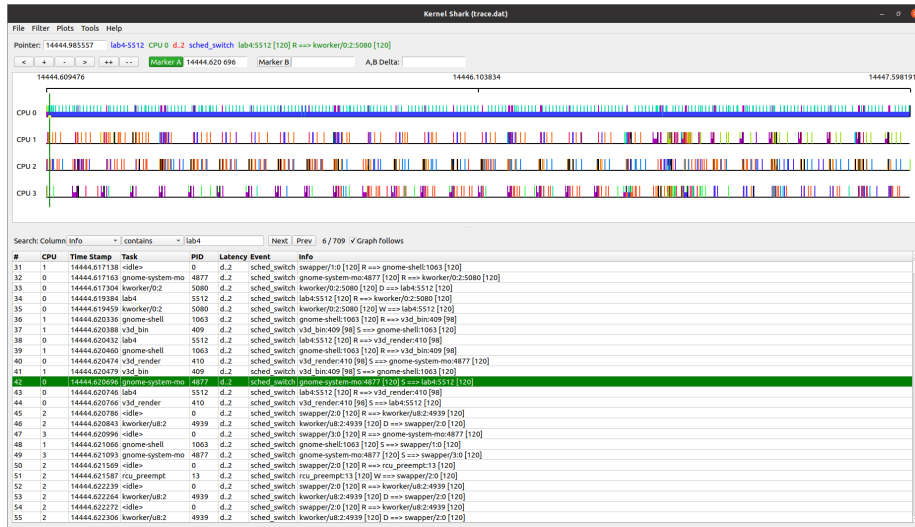 Kernel Shark (trace.dat)
File Filter Plots Tools Help
Pointer: 14444.985557 lab4-5512 CPU 0 d..2 sched_switch lab4:5512 [120] R ==> kworker/0:2:5080 [120]
< + - > ++ -- Marker A 14444.620 696 Marker B A,B Delta:
14444.609476 14446.103834 14447.598191
CPU 0
CPU 1
CPU 2
CPU 3
Search: Column Info contains lab4 Next Prev 6 / 709 Graph follows
# CPU Time Stamp Task PID Latency Event Info
31 1 14444.617138 <idle> 0 d..2 sched_switch swapper/1:0 [120] R ==> gnome-shell:1063 [120]
32 0 14444.617163 gnome-system-mo 4877 d..2 sched_switch gnome-system-mo:4877 [120] R ==> kworker/0:2:5080 [120]
33 0 14444.617304 kworker/0:2 5080 d..2 sched_switch kworker/0:2:5080 [120] D ==> lab4:5512 [120]
34 0 14444.619384 lab4 5512 d..2 sched_switch lab4:5512 [120] R ==> kworker/0:2:5080 [120]
35 0 14444.619459 kworker/0:2 5080 d..2 sched_switch kworker/0:2:5080 [120] W ==> lab4:5512 [120]
36 1 14444.620336 gnome-shell 1063 d..2 sched_switch gnome-shell:1063 [120] R ==> v3d_bin:409 [98]
37 1 14444.620388 v3d_bin 409 d..2 sched_switch v3d_bin:409 [98] S ==> gnome-shell:1063 [120]
38 0 14444.620432 lab4 5512 d..2 sched_switch lab4:5512 [120] R ==> v3d_render:410 [98]
39 1 14444.620460 gnome-shell 1063 d..2 sched_switch gnome-shell:1063 [120] R ==> v3d_bin:409 [98]
40 0 14444.620474 v3d_render 410 d..2 sched_switch v3d_render:410 [98] S ==> gnome-system-mo:4877 [120]
41 1 14444.620479 v3d_bin 409 d..2 sched_switch v3d_bin:409 [98] S ==> gnome-shell:1063 [120]
42 0 14444.620696 gnome-system-mo 4877 d..2 sched_switch gnome-system-mo:4877 [120] S ==> lab4:5512 [120]
43 0 14444.620746 lab4 5512 d..2 sched_switch lab4:5512 [120] R ==> v3d_render:410 [98]
44 0 14444.620766 v3d_render 410 d..2 sched_switch v3d_render:410 [98] S ==> lab4:5512 [120]
45 2 14444.620786 <idle> 0 d..2 sched_switch swapper/2:0 [120] R ==> kworker/u8:2:4939 [120]
46 2 14444.620843 kworker/u8:2 4939 d..2 sched_switch kworker/u8:2:4939 [120] D ==> swapper/2:0 [120]
47 3 14444.620996 <idle> 0 d..2 sched_switch swapper/3:0 [120] R ==> gnome-system-mo:4877 [120]
48 1 14444.621066 gnome-shell 1063 d..2 sched_switch gnome-shell:1063 [120] S ==> swapper/1:0 [120]
49 3 14444.621093 gnome-system-mo 4877 d..2 sched_switch gnome-system-mo:4877 [120] S ==> swapper/3:0 [120]
50 2 14444.621569 <idle> 0 d..2 sched_switch swapper/2:0 [120] R ==> rcu_preempt:13 [120]
51 2 14444.621587 rcu_preempt 13 d..2 sched_switch rcu_preempt:13 [120] W ==> swapper/2:0 [120]
52 2 14444.622239 <idle> 0 d..2 sched_switch swapper/2:0 [120] R ==> kworker/u8:2:4939 [120]
53 2 14444.622264 kworker/u8:2 4939 d..2 sched_switch kworker/u8:2:4939 [120] D ==> swapper/2:0 [120]
54 2 14444.622272 <idle> 0 d..2 sched_switch swapper/2:0 [120] R ==> kworker/u8:2:4939 [120]
55 2 14444.622306 kworker/u8:2 4939 d..2 sched_switch kworker/u8:2:4939 [120] D ==> swapper/2:0 [120]